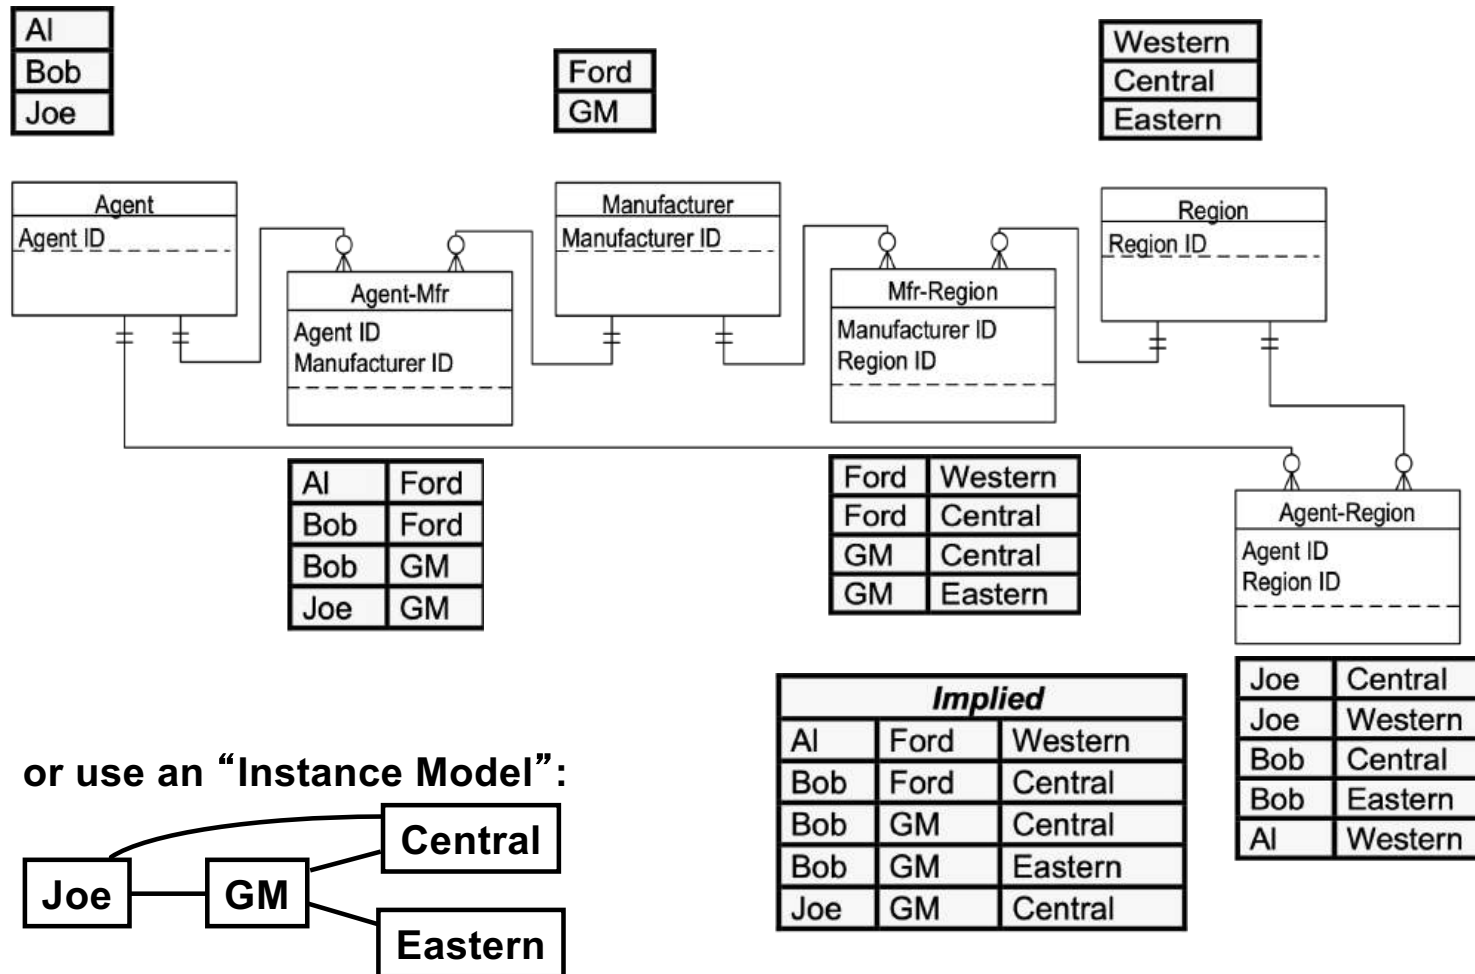 Al
Bob
Joe
Ford
GM
Western
Central
Eastern
Agent
Agent ID
Agent-Mfr
Agent ID
Manufacturer ID
Manufacturer
Manufacturer ID
Mfr-Region
Manufacturer ID
Region ID
Region
Region ID
Al Ford
Bob Ford
Bob GM
Joe GM
Ford Western
Ford Central
GM Central
GM Eastern
Agent-Region
Agent ID
Region ID
Joe Central
Joe Western
Bob Central
Bob Eastern
Al Western
Implied
Al Ford Western
Bob Ford Central
Bob GM Central
Bob GM Eastern
Joe GM Central
or use an “Instance Model”:
Joe
GM
Central
Eastern